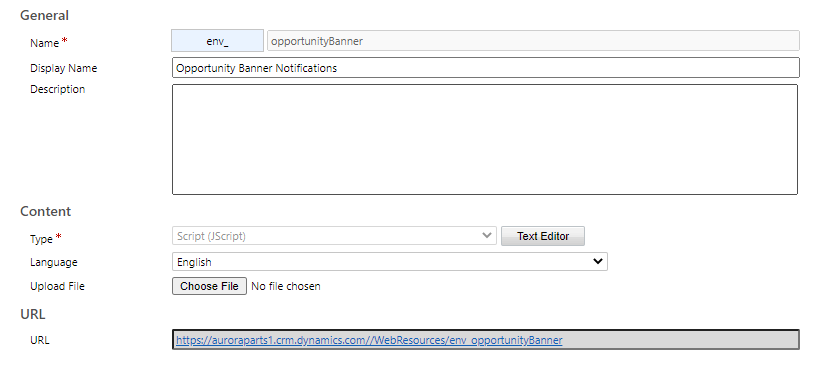 General
Name * env_ opportunityBanner
Display Name Opportunity Banner Notifications
Description
Content
Type * Script (JScript) Text Editor
Language English
Upload File Choose File No file chosen
URL
URL https://auroraparts1.crm.dynamics.com//WebResources/env_opportunityBanner